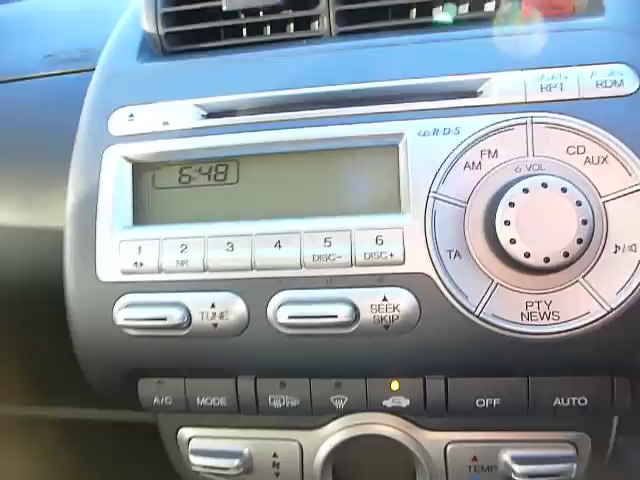 RPT
RDM
R·D·S
6:48
FM
AM
CD
AUX
VOL
1 2 3 4 5 6
NR DISC- DISC+
TA
PTY
NEWS
TUNE
SEEK
SKIP
A/C MODE OFF AUTO
TEMP